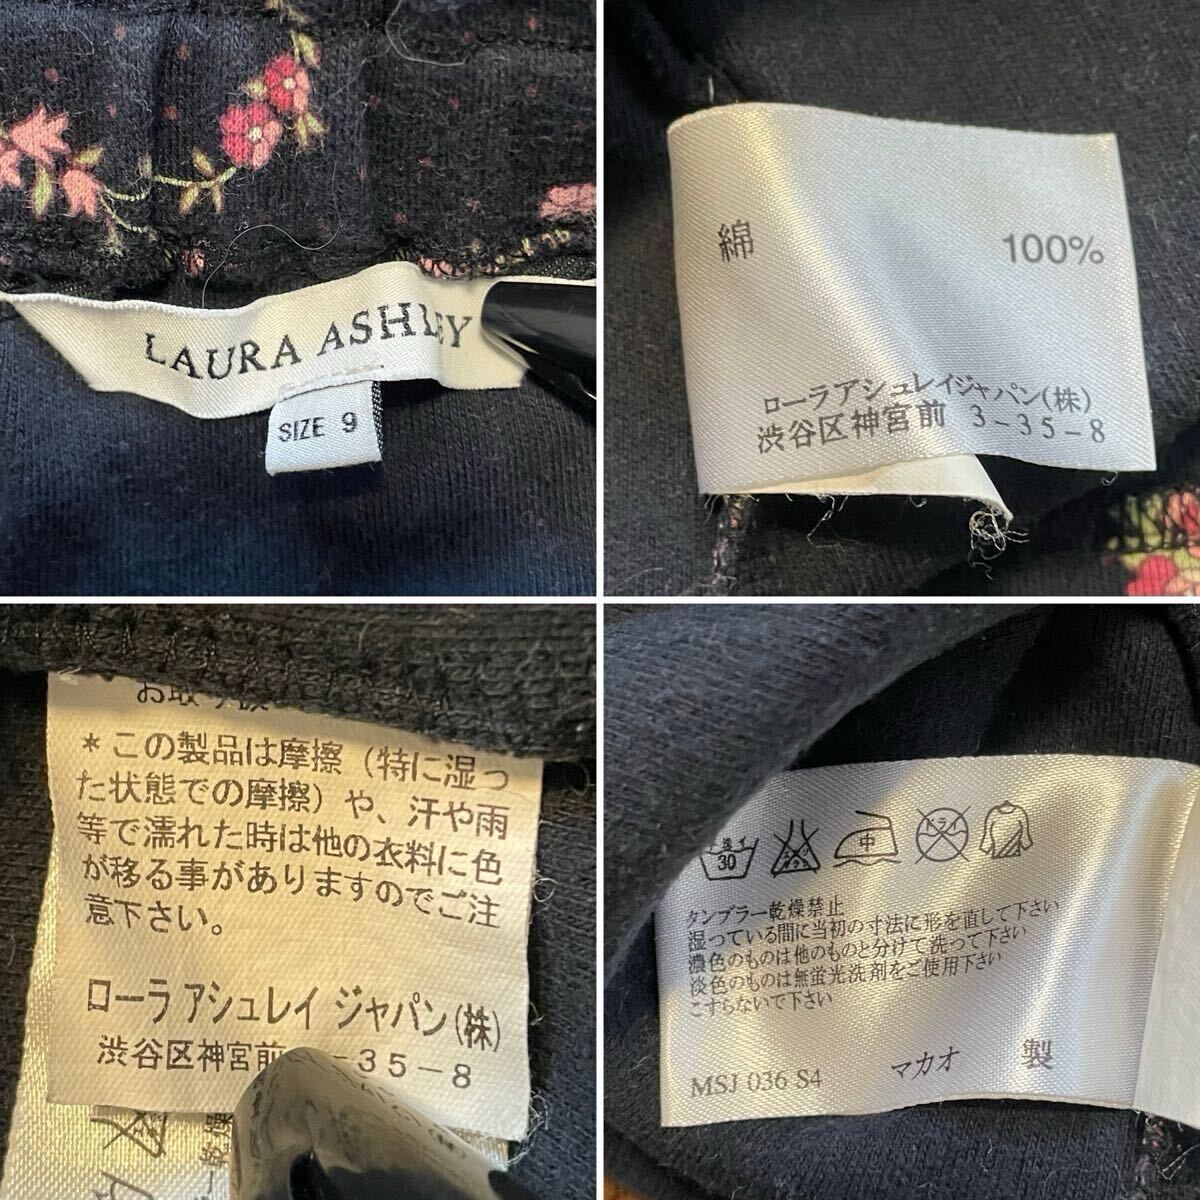 LAURA ASHLEY
SIZE 9
綿 100%
ローラアシュレイジャパン(株)
渋谷区神宮前 3-35-8
お取り扱
*この製品は摩擦(特に湿っ
た状態での摩擦)や、汗や雨
等で濡れた時は他の衣料に色
が移る事がありますのでご注
意下さい。
ローラ アシュレイ ジャパン(株)
渋谷区神宮前 -35-8
30 中
タンブラー乾燥禁止
湿っている間に当初の寸法に形を直して下さい
濃色のものは他のものと分けて洗って下さい
淡色のものは無蛍光洗剤をご使用下さい
こすらないで下さい
MSJ 036 S4 マカオ 製